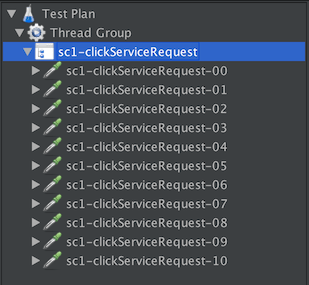 Test Plan
Thread Group
sc1-clickServiceRequest
sc1-clickServiceRequest-00
sc1-clickServiceRequest-01
sc1-clickServiceRequest-02
sc1-clickServiceRequest-03
sc1-clickServiceRequest-04
sc1-clickServiceRequest-05
sc1-clickServiceRequest-06
sc1-clickServiceRequest-07
sc1-clickServiceRequest-08
sc1-clickServiceRequest-09
sc1-clickServiceRequest-10